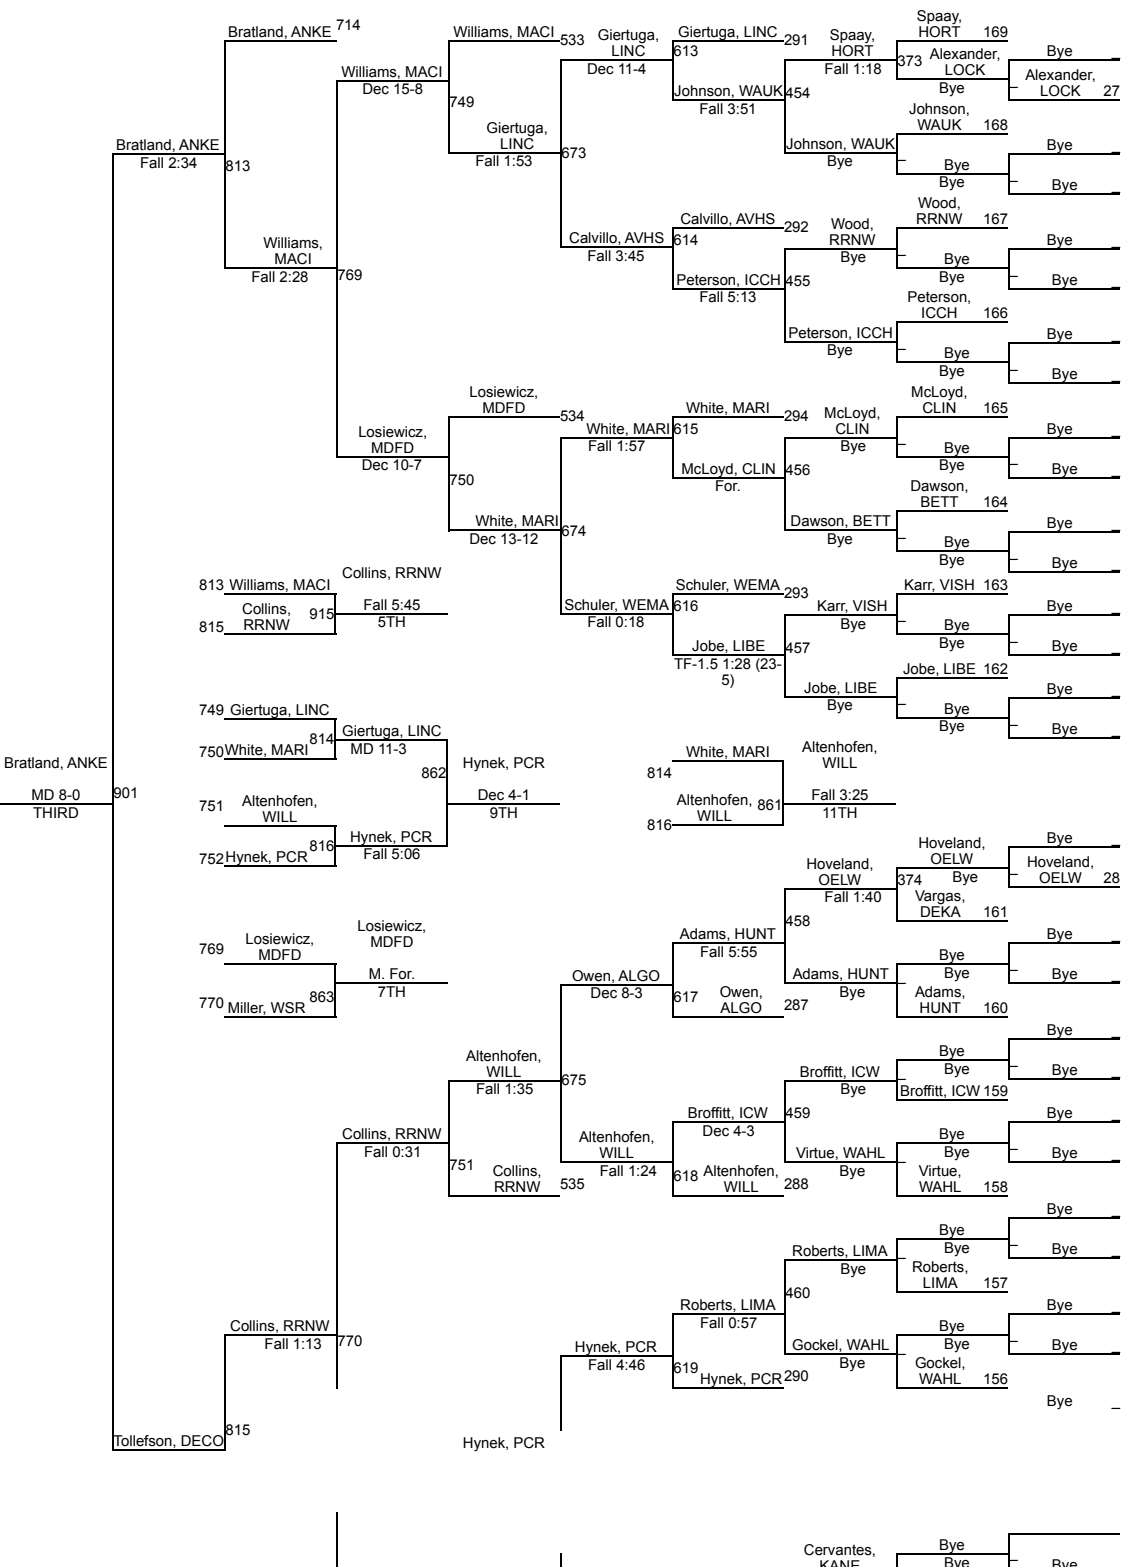 Bratland, ANKE 714
Williams, MACI 533
Giertuga,
LINC
Dec 11-4
Giertuga, LINC 291
613
Spaay,
HORT
Fall 1:18
Spaay,
HORT 169
373 Alexander,
LOCK
Bye
Bye
Alexander,
LOCK 27
Williams, MACI
Dec 15-8
749
Johnson, WAUK 454
Fall 3:51
Johnson,
WAUK 168
Giertuga,
LINC
Fall 1:53
673
Johnson, WAUK
Bye
Bye
Bye
Bye
Bye
Bratland, ANKE
Fall 2:34
813
Calvillo, AVHS 292
Wood,
RRNW
Bye
Wood,
RRNW 167
Bye
Bye
Bye
Bye
Williams,
MACI
Fall 2:28
769
Calvillo, AVHS
Fall 3:45
614
Peterson, ICCH 455
Fall 5:13
Peterson,
ICCH 166
Peterson, ICCH
Bye
Bye
Bye
Bye
Bye
Losiewicz,
MDFD
534
White, MARI
Fall 1:57
White, MARI 294
615
McLoyd,
CLIN
Bye
McLoyd,
CLIN 165
Bye
Bye
Bye
Bye
Losiewicz,
MDFD
Dec 10-7
750
McLoyd, CLIN 456
For.
Dawson,
BETT 164
White, MARI
Dec 13-12
674
Dawson, BETT
Bye
Bye
Bye
Bye
Bye
813 Williams, MACI
Collins, RRNW
Collins,
RRNW
915
815
Fall 5:45
5TH
Schuler, WEMA 293
Karr, VISH
Bye
Karr, VISH 163
Bye
Bye
Bye
Bye
Schuler, WEMA
Fall 0:18
616
Jobe, LIBE 457
TF-1.5 1:28 (23-
5)
Jobe, LIBE 162
Jobe, LIBE
Bye
Bye
Bye
Bye
Bye
749 Giertuga, LINC
814 Giertuga, LINC
MD 11-3
750 White, MARI
862
Hynek, PCR
Dec 4-1
9TH
White, MARI
814
Altenhofen,
WILL
Altenhofen,
WILL
861
816
Fall 3:25
11TH
Bratland, ANKE
MD 8-0
THIRD
901
751
Altenhofen,
WILL
816 Hynek, PCR
Fall 5:06
752 Hynek, PCR
Hoveland,
OELW
Fall 1:40
Hoveland,
OELW
374 Bye
Vargas,
DEKA 161
Bye
Hoveland,
OELW 28
769
Losiewicz,
MDFD
Losiewicz,
MDFD
M. For.
7TH
770 Miller, WSR
863
Adams, HUNT
Fall 5:55
458
Owen, ALGO
Dec 8-3
617 Owen,
ALGO
287
Adams, HUNT
Bye
Bye
Bye
Adams,
HUNT 160
Bye
Bye
Altenhofen,
WILL
Fall 1:35
675
Broffitt, ICW
Bye
Bye
Bye
Broffitt, ICW 159
Bye
Bye
Collins, RRNW
Fall 0:31
751
Collins,
RRNW
535
Altenhofen,
WILL
Fall 1:24
Broffitt, ICW
Dec 4-3
459
618 Altenhofen,
WILL
288
Virtue, WAHL
Bye
Bye
Bye
Virtue,
WAHL 158
Bye
Bye
Roberts, LIMA
Bye
Bye
Bye
Roberts,
LIMA 157
Bye
Bye
Collins, RRNW
Fall 1:13
770
Hynek, PCR
Fall 4:46
Roberts, LIMA
Fall 0:57
460
619 Hynek, PCR 290
Gockel, WAHL
Bye
Bye
Bye
Gockel,
WAHL 156
Bye
Bye
Bye
815
Tollefson, DECO
Hynek, PCR
Cervantes,
KANE
Bye
Bye
Bye